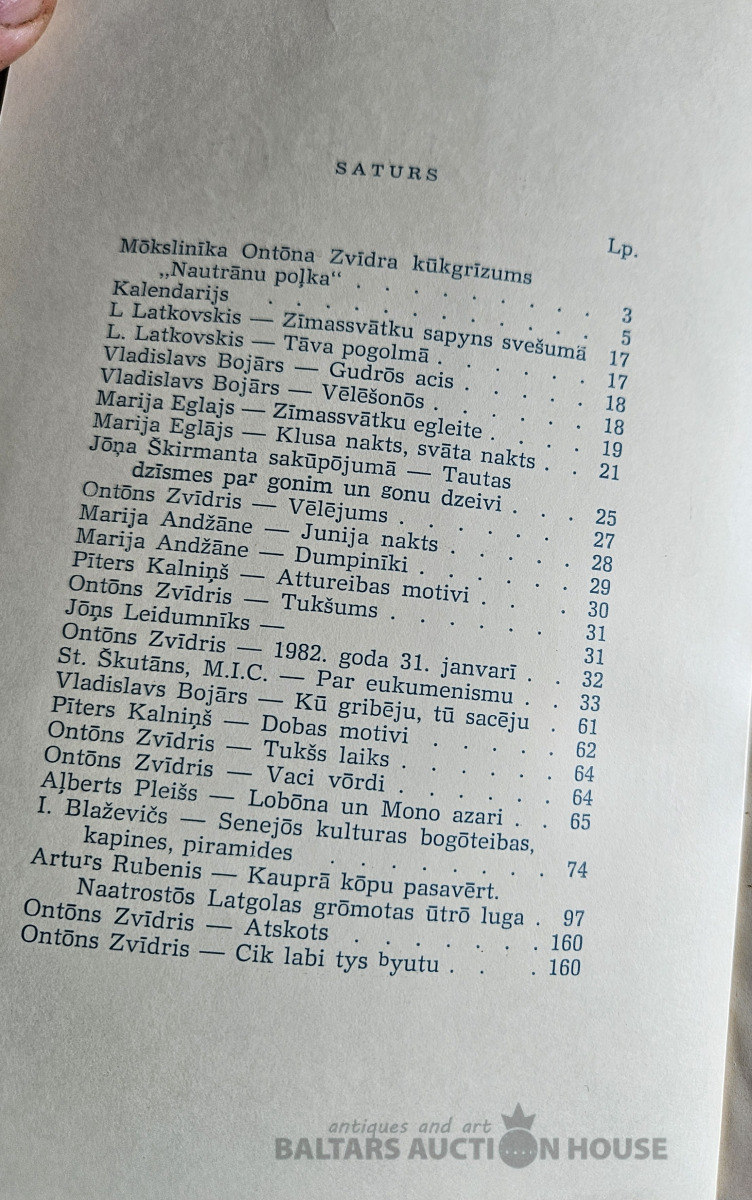 SATURS
Lp.
Mōkslinīka Ontōna Zvīdra kūkgrīzums
„Nautrānu poļka“ . . . . . . . . 3
Kalendarijs . . . . . . . . . . 5
L Latkovskis — Zīmassvātku sapyns svešumā 17
L. Latkovskis — Tāva pogolmā . . . . . 17
Vladislavs Bojārs — Gudrōs acis . . . . 18
Vladislavs Bojārs — Vēlēšonōs . . . . . 18
Marija Eglajs — Zīmassvātku egleite . . . . 19
Marija Eglājs — Klusa nakts, svāta nakts . . 21
Jōņa Škirmanta sakūpōjumā — Tautas
dzīsmes par gonim un gonu dzeivi . . . 25
Ontōns Zvīdris — Vēlējums . . . . . . 27
Marija Andžāne — Junija nakts . . . . . 28
Marija Andžāne — Dumpinīki . . . . . 29
Pīters Kalniņš — Attureibas motivi . . . . 30
Ontōns Zvīdris — Tukšums . . . . . . 31
Jōņs Leidumnīks — 31
Ontōns Zvīdris — 1982. goda 31. janvarī . . 32
St. Škutāns, M.I.C. — Par eukumenismu . . 33
Vladislavs Bojārs — Kū gribēju, tū sacēju . 61
Pīters Kalniņš — Dobas motivi . . . . . 62
Ontōns Zvīdris — Tukšs laiks . . . . . 64
Ontōns Zvīdris — Vaci vōrdi . . . . . . 64
Aļberts Pleišs — Lobōna un Mono azari . . 65
I. Blaževičs — Senejōs kulturas bogōteibas,
kapines, piramides . . . . . . . . 74
Arturs Rubenis — Kauprā kōpu pasavērt.
Naatrostōs Latgolas grōmotas ūtrō luga . 97
Ontōns Zvīdris — Atskots . . . . . . . 160
Ontōns Zvīdris — Cik labi tys byutu . . . 160
antiques and art
BALTARS AUCTION HOUSE